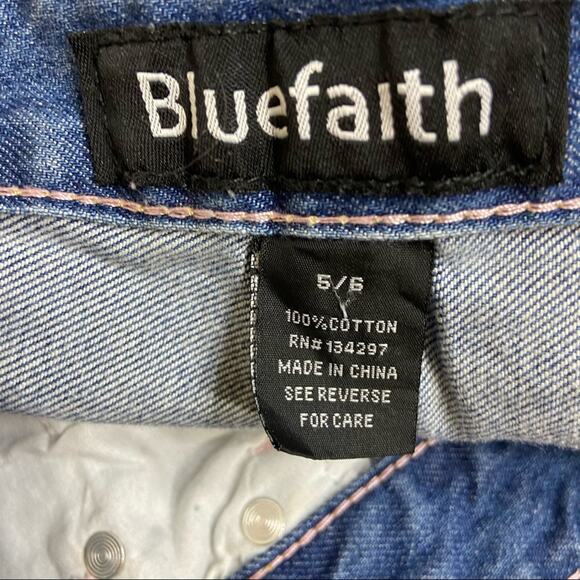 Bluefaith
5/6
100% COTTON
RN# 134297
MADE IN CHINA
SEE REVERSE
FOR CARE